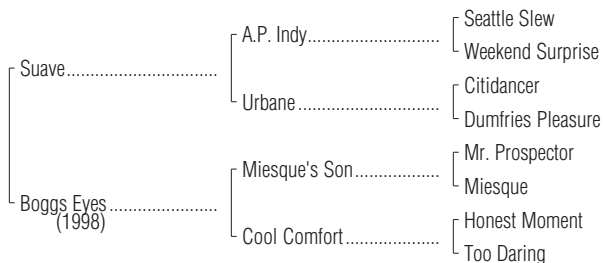 Seattle Slew
A.P. Indy
Weekend Surprise
Suave
Citidancer
Urbane
Dumfries Pleasure
Mr. Prospector
Miesque's Son
Miesque
Boggs Eyes
(1998)
Honest Moment
Cool Comfort
Too Daring